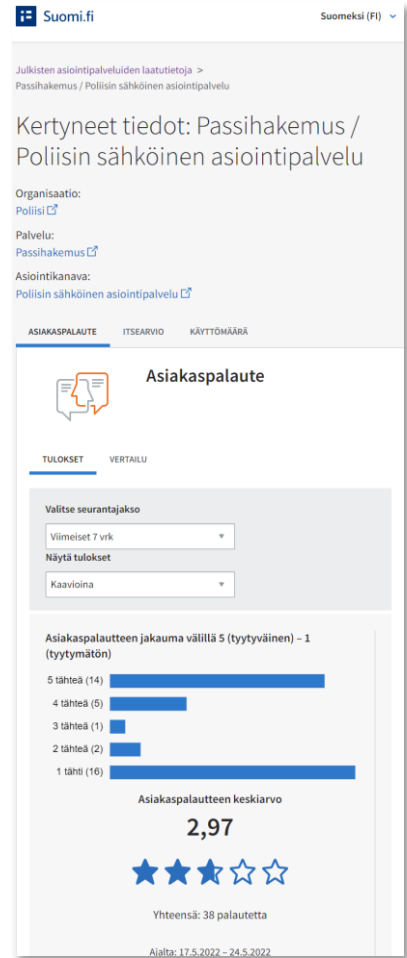 Suomi.fi
Suomeksi (FI)
Julkisten asiointipalveluiden laatutietoja >
Passihakemus / Poliisin sähköinen asiointipalvelu
Kertyneet tiedot: Passihakemus /
Poliisin sähköinen asiointipalvelu
Organisaatio:
Poliisi
Palvelu:
Passihakemus
Asiointikanava:
Poliisin sähköinen asiointipalvelu
ASIAKASPALAUTE ITSEARVIO KÄYTTÖMÄÄRÄ
Asiakaspalaute
TULOKSET VERTAILU
Valitse seurantajakso
Viimeiset 7 vrk
Näytä tulokset
Kaavioina
Asiakaspalautteen jakauma välillä 5 (tyytyväinen) – 1
(tyytymätön)
5 tähteä (14)
4 tähteä (5)
3 tähteä (1)
2 tähteä (2)
1 tähti (16)
Asiakaspalautteen keskiarvo
2,97
Yhteensä: 38 palautetta
Ajalta: 17.5.2022 – 24.5.2022